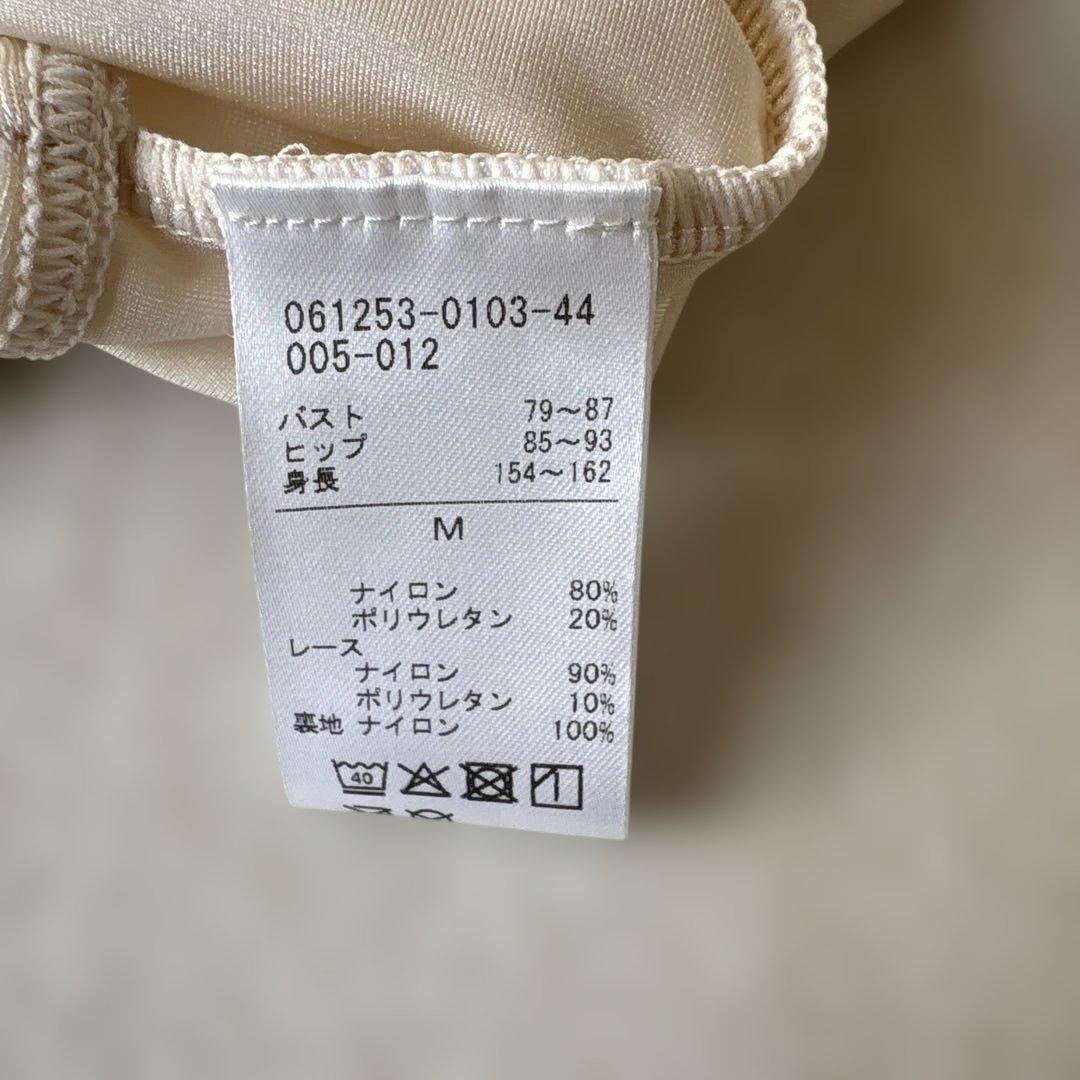 061253-0103-44
005-012
バスト 79～87
ヒップ 85～93
身長 154～162
M
ナイロン 80%
ポリウレタン 20%
レース
ナイロン 90%
ポリウレタン 10%
裏地 ナイロン 100%
40